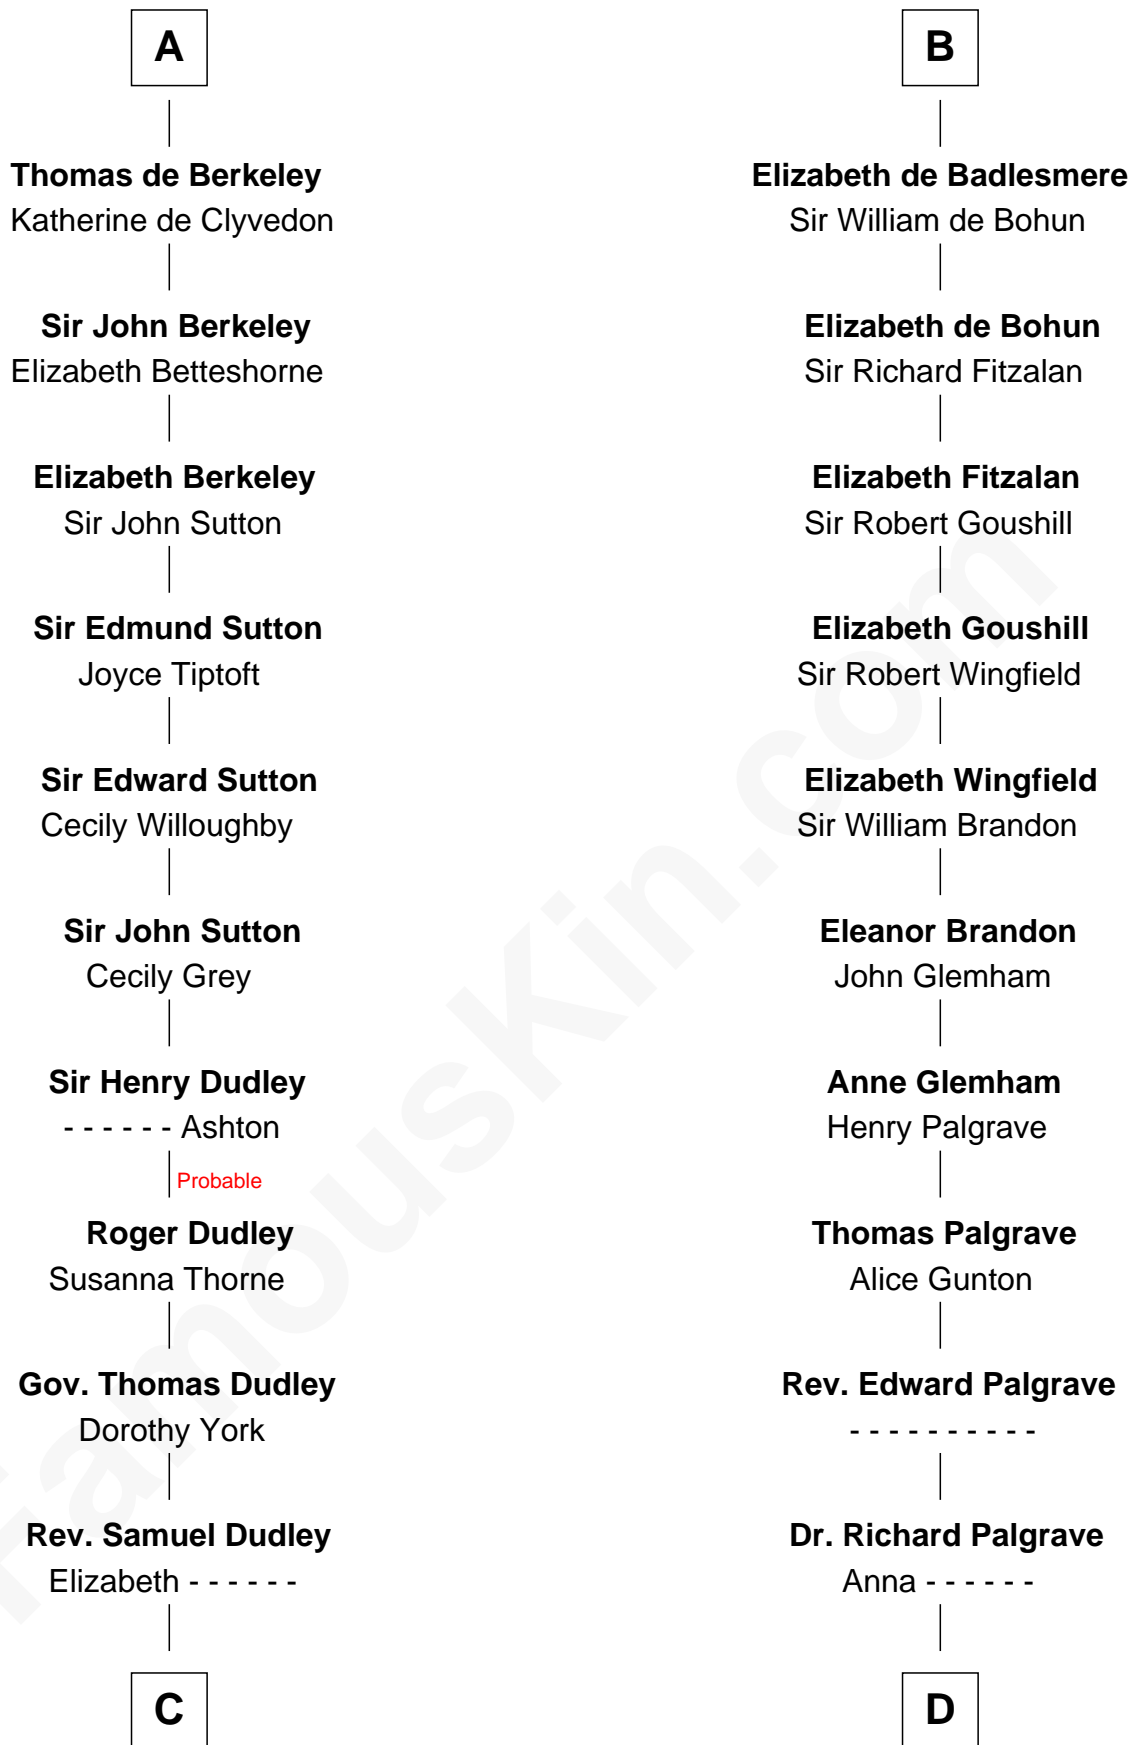 A
Thomas de Berkeley
Katherine de Clyvedon
Sir John Berkeley
Elizabeth Betteshorne
Elizabeth Berkeley
Sir John Sutton
Sir Edmund Sutton
Joyce Tiptoft
Sir Edward Sutton
Cecily Willoughby
Sir John Sutton
Cecily Grey
Sir Henry Dudley
- - - - - - Ashton
Probable
Roger Dudley
Susanna Thorne
Gov. Thomas Dudley
Dorothy York
Rev. Samuel Dudley
Elizabeth - - - - - -
C
B
Elizabeth de Badlesmere
Sir William de Bohun
Elizabeth de Bohun
Sir Richard Fitzalan
Elizabeth Fitzalan
Sir Robert Goushill
Elizabeth Goushill
Sir Robert Wingfield
Elizabeth Wingfield
Sir William Brandon
Eleanor Brandon
John Glemham
Anne Glemham
Henry Palgrave
Thomas Palgrave
Alice Gunton
Rev. Edward Palgrave
- - - - - - - - - -
Dr. Richard Palgrave
Anna - - - - - -
D
FamousKin.com